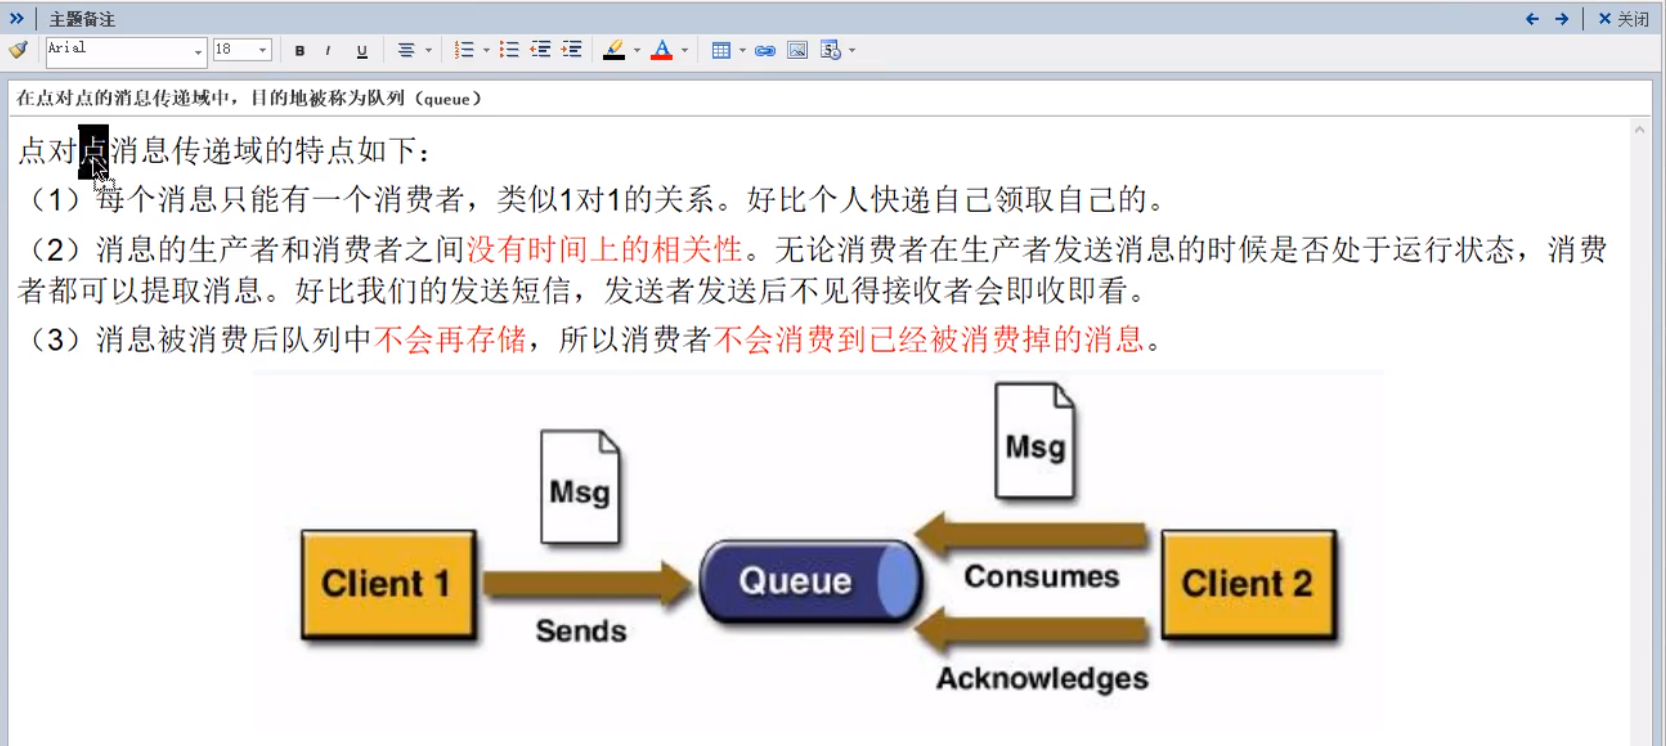 主题备注
关闭
Arial
18
B I U
A
在点对点的消息传递域中，目的地被称为队列（queue）
点对点消息传递域的特点如下：
（1）每个消息只能有一个消费者，类似1对1的关系。好比个人快递自己领取自己的。
（2）消息的生产者和消费者之间没有时间上的相关性。无论消费者在生产者发送消息的时候是否处于运行状态，消费
者都可以提取消息。好比我们的发送短信，发送者发送后不见得接收者会即收即看。
（3）消息被消费后队列中不会再存储，所以消费者不会消费到已经被消费掉的消息。
Msg
Msg
Client 1
Sends
Queue
Consumes
Acknowledges
Client 2